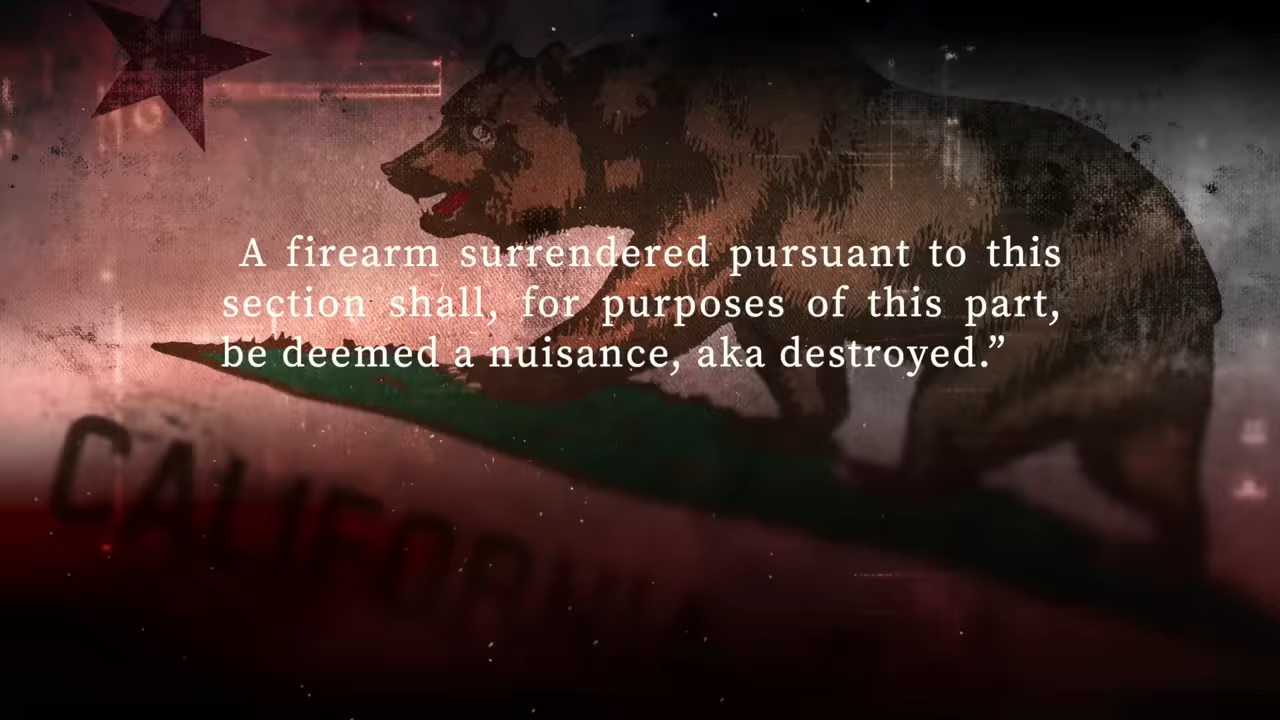 A firearm surrendered pursuant to this
section shall, for purposes of this part,
be deemed a nuisance, aka destroyed.”
CALIFORNIA